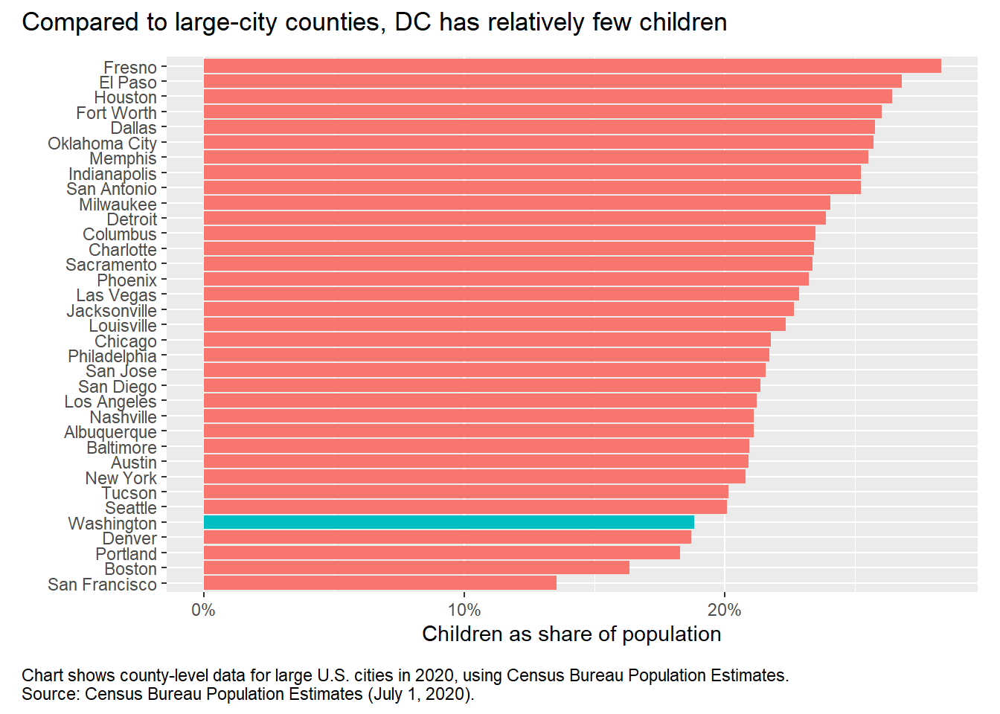 Compared to large-city counties, DC has relatively few children
Fresno
El Paso
Houston
Fort Worth
Dallas
Oklahoma City
Memphis
Indianapolis
San Antonio
Milwaukee
Detroit
Columbus
Charlotte
Sacramento
Phoenix
Las Vegas
Jacksonville
Louisville
Chicago
Philadelphia
San Jose
San Diego
Los Angeles
Nashville
Albuquerque
Baltimore
Austin
New York
Tucson
Seattle
Washington
Denver
Portland
Boston
San Francisco
0% 10% 20%
Children as share of population
Chart shows county-level data for large U.S. cities in 2020, using Census Bureau Population Estimates.
Source: Census Bureau Population Estimates (July 1, 2020).